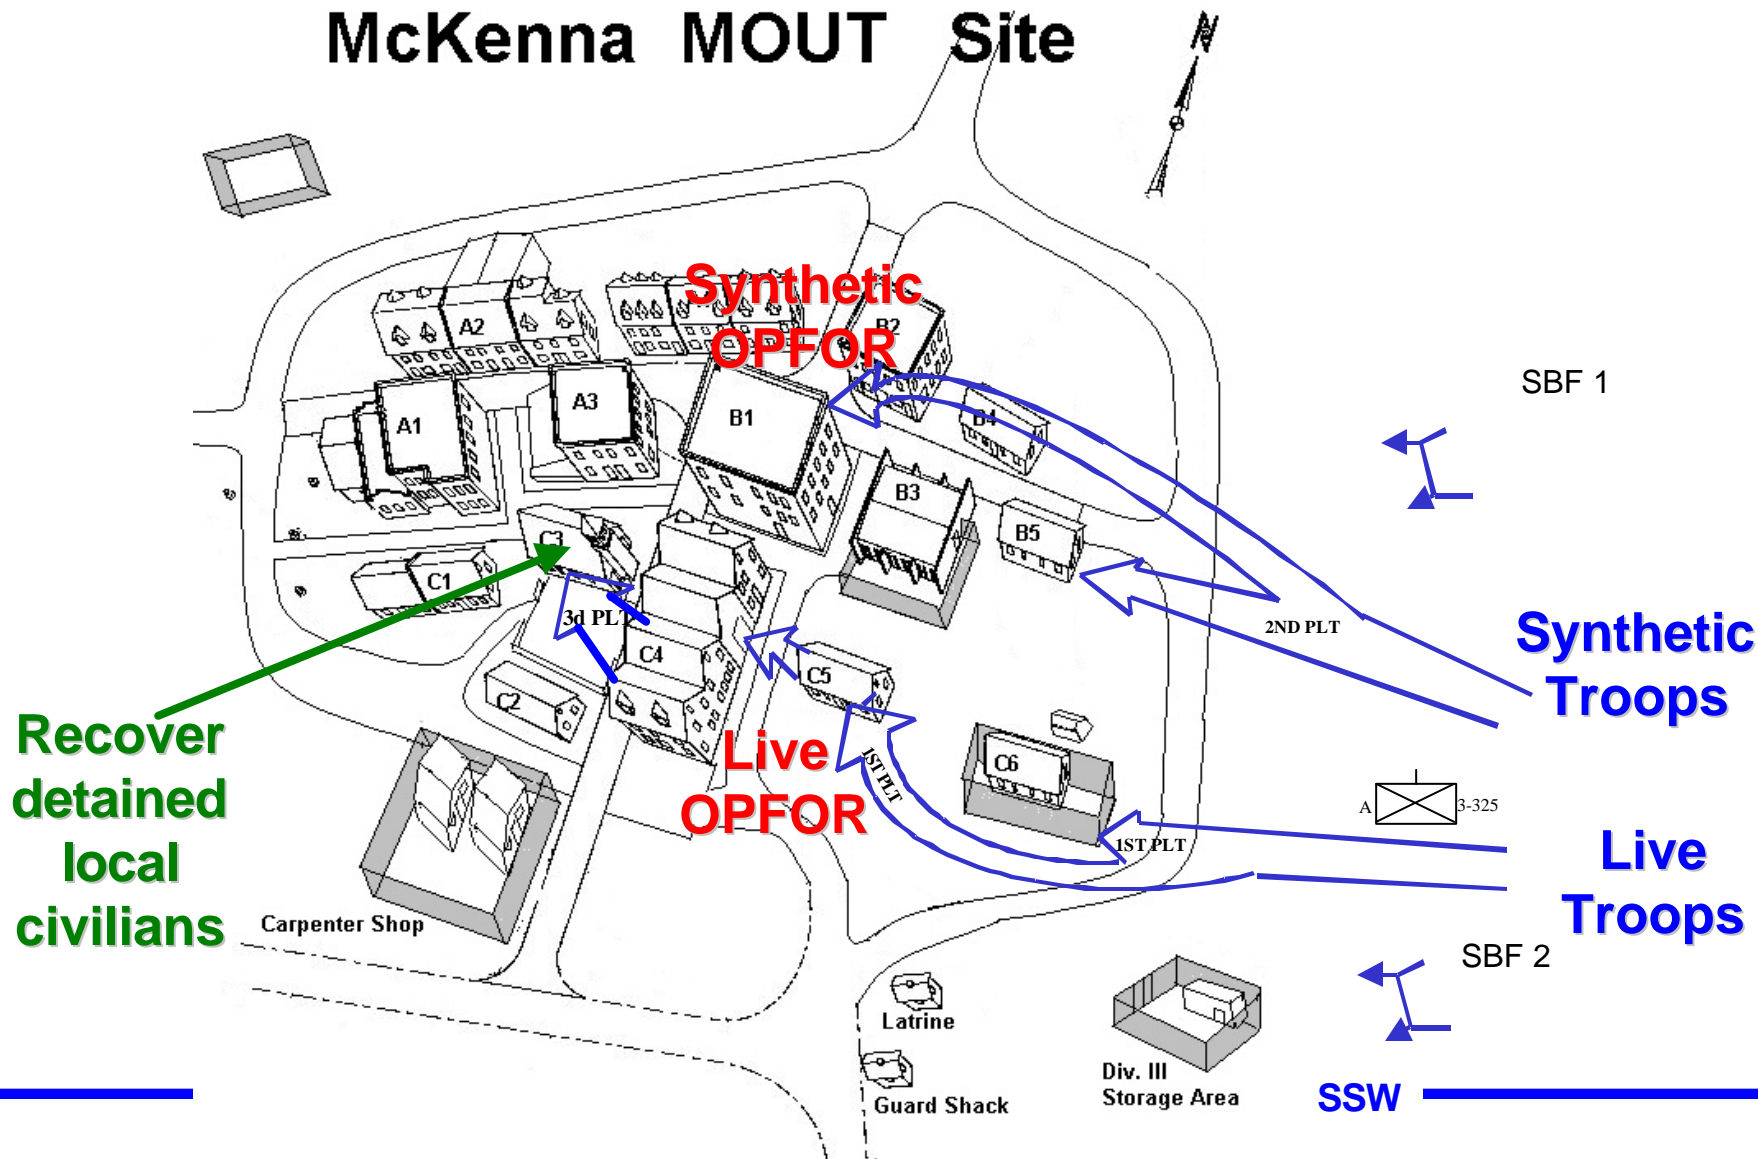 McKenna MOUT Site
N
Synthetic
OPFOR
A2
B2
A1
A3
B1
B4
SBF 1
B3
B5
C3
C1
3d PLT
2ND PLT
C4
C5
C2
Synthetic
Troops
Recover
detained
local
civilians
Live
OPFOR
1ST PLT
C6
1ST PLT
A
3-325
Live
Troops
Carpenter Shop
SBF 2
Latrine
Guard Shack
Div. III
Storage Area
SSW